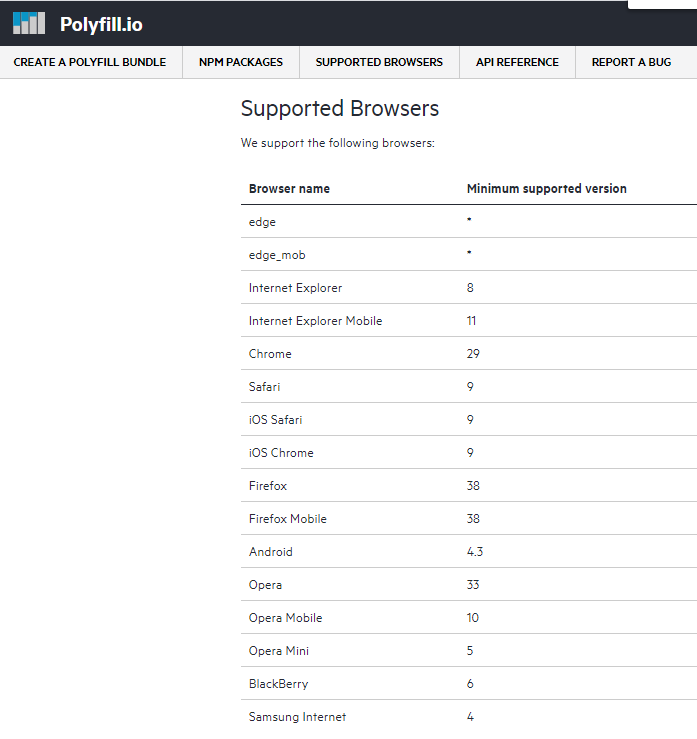 Polyfill.io
CREATE A POLYFILL BUNDLE NPM PACKAGES SUPPORTED BROWSERS API REFERENCE REPORT A BUG
Supported Browsers
We support the following browsers:
Browser name Minimum supported version
edge *
edge_mob *
Internet Explorer 8
Internet Explorer Mobile 11
Chrome 29
Safari 9
iOS Safari 9
iOS Chrome 9
Firefox 38
Firefox Mobile 38
Android 4.3
Opera 33
Opera Mobile 10
Opera Mini 5
BlackBerry 6
Samsung Internet 4